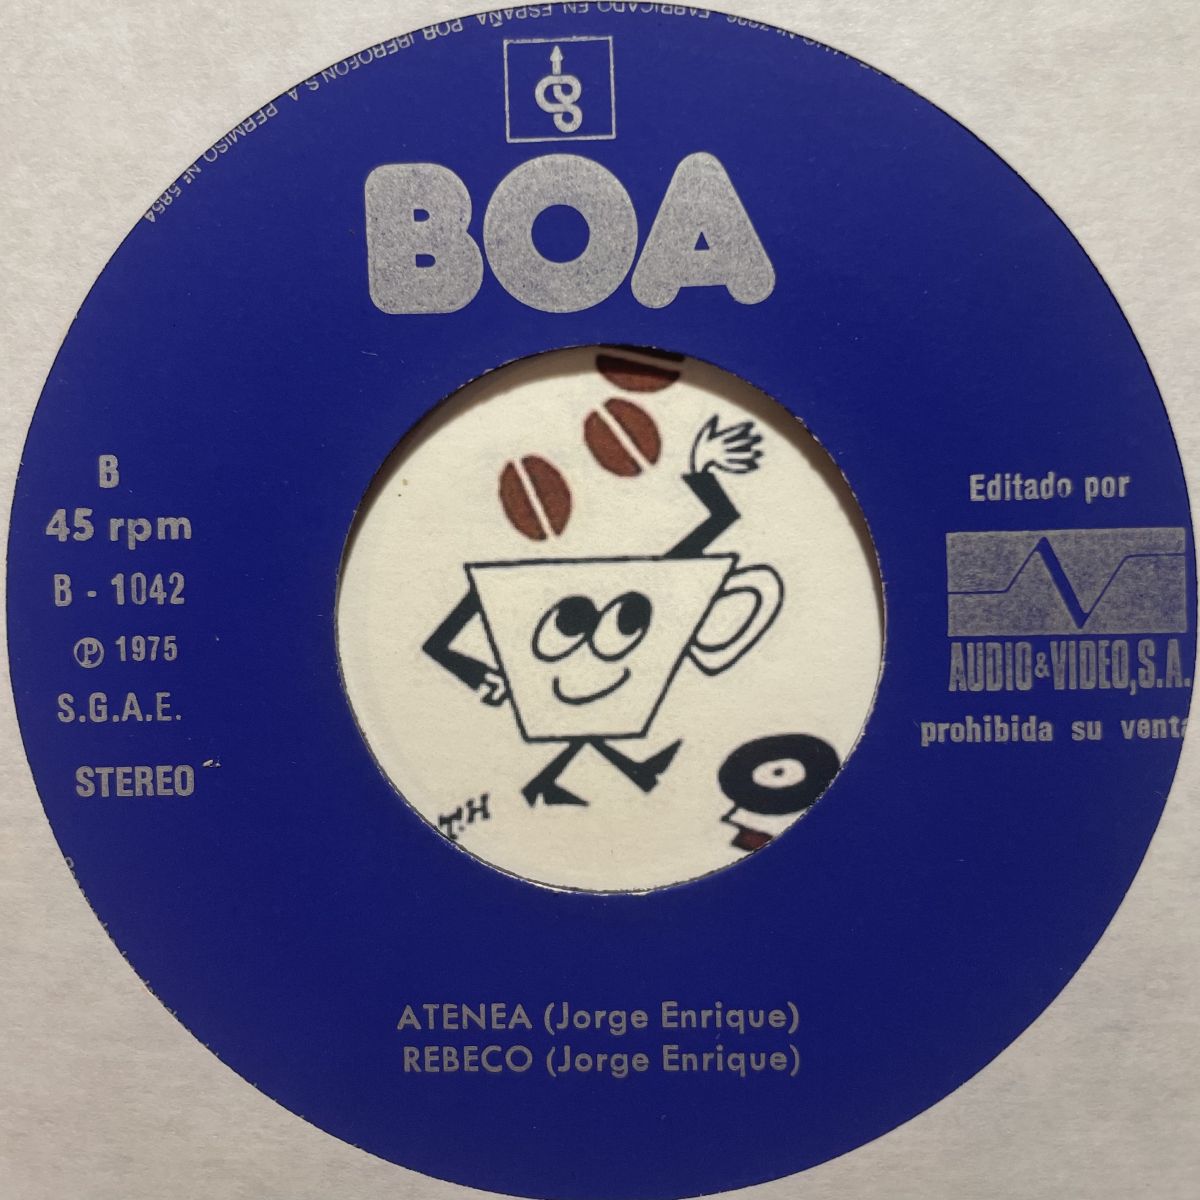 PERMISO Nº 5854
FABRICADO EN ESPAÑA POR IBEROFON S A
BOA
B
45 rpm
B - 1042
Ⓟ 1975
S.G.A.E.
STEREO
Editado por
AUDIO & VIDEO, S.A.
prohibida su venta
T.H
ATENEA (Jorge Enrique)
REBECO (Jorge Enrique)